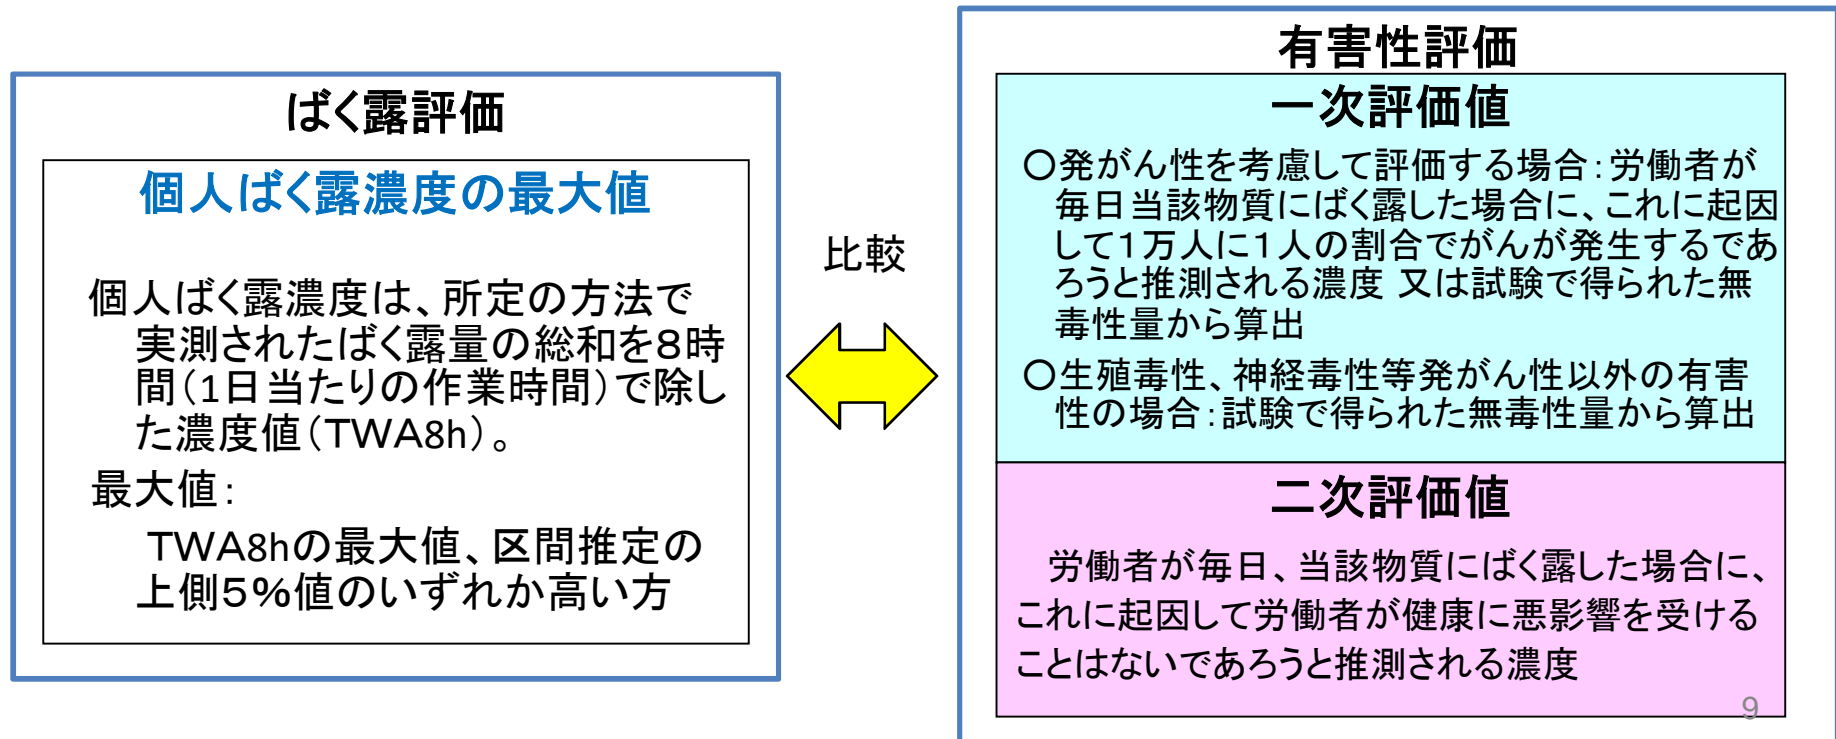 ばく露評価
個人ばく露濃度の最大値
個人ばく露濃度は、所定の方法で
実測されたばく露量の総和を８時
間（1日当たりの作業時間）で除し
た濃度値（TWA8h）。
最大値：
TWA8hの最大値、区間推定の
上側５％値のいずれか高い方
比較
有害性評価
一次評価値
〇発がん性を考慮して評価する場合：労働者が
毎日当該物質にばく露した場合に、これに起因
して１万人に１人の割合でがんが発生するであ
ろうと推測される濃度 又は試験で得られた無
毒性量から算出
〇生殖毒性、神経毒性等発がん性以外の有害
性の場合：試験で得られた無毒性量から算出
二次評価値
労働者が毎日、当該物質にばく露した場合に、
これに起因して労働者が健康に悪影響を受ける
ことはないであろうと推測される濃度
9